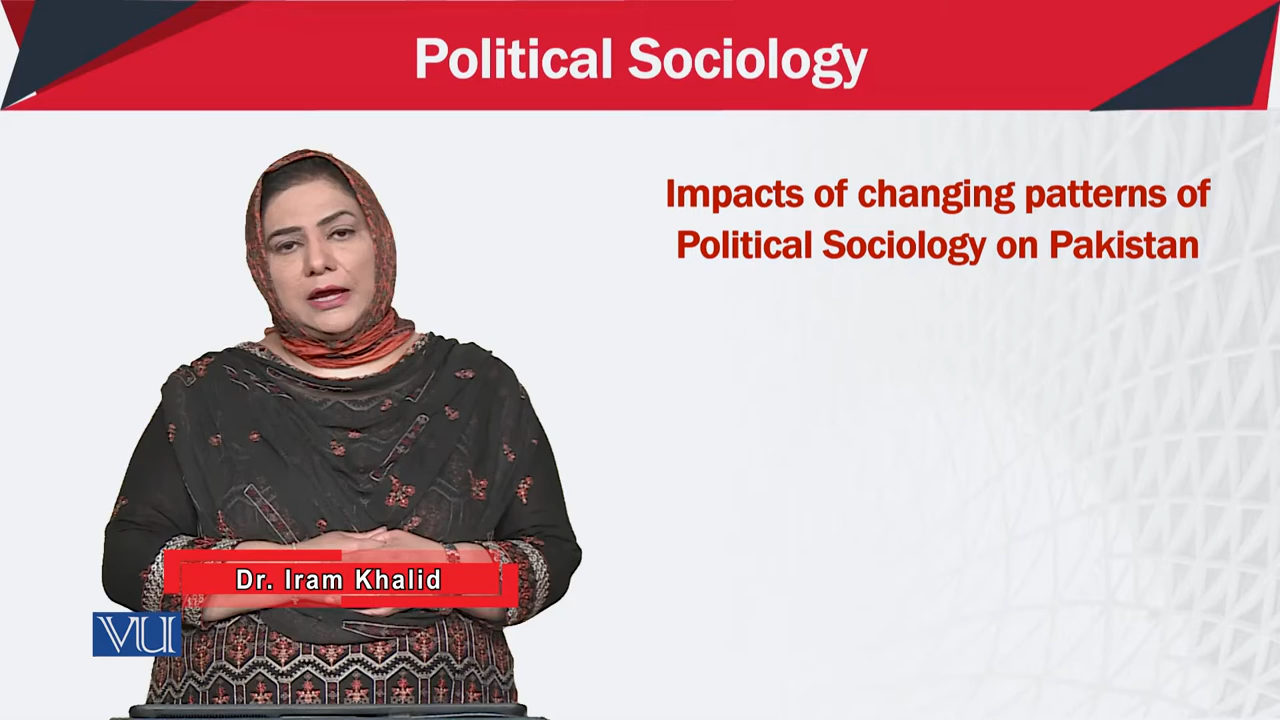 Political Sociology
Impacts of changing patterns of
Political Sociology on Pakistan
Dr. Iram Khalid
VU